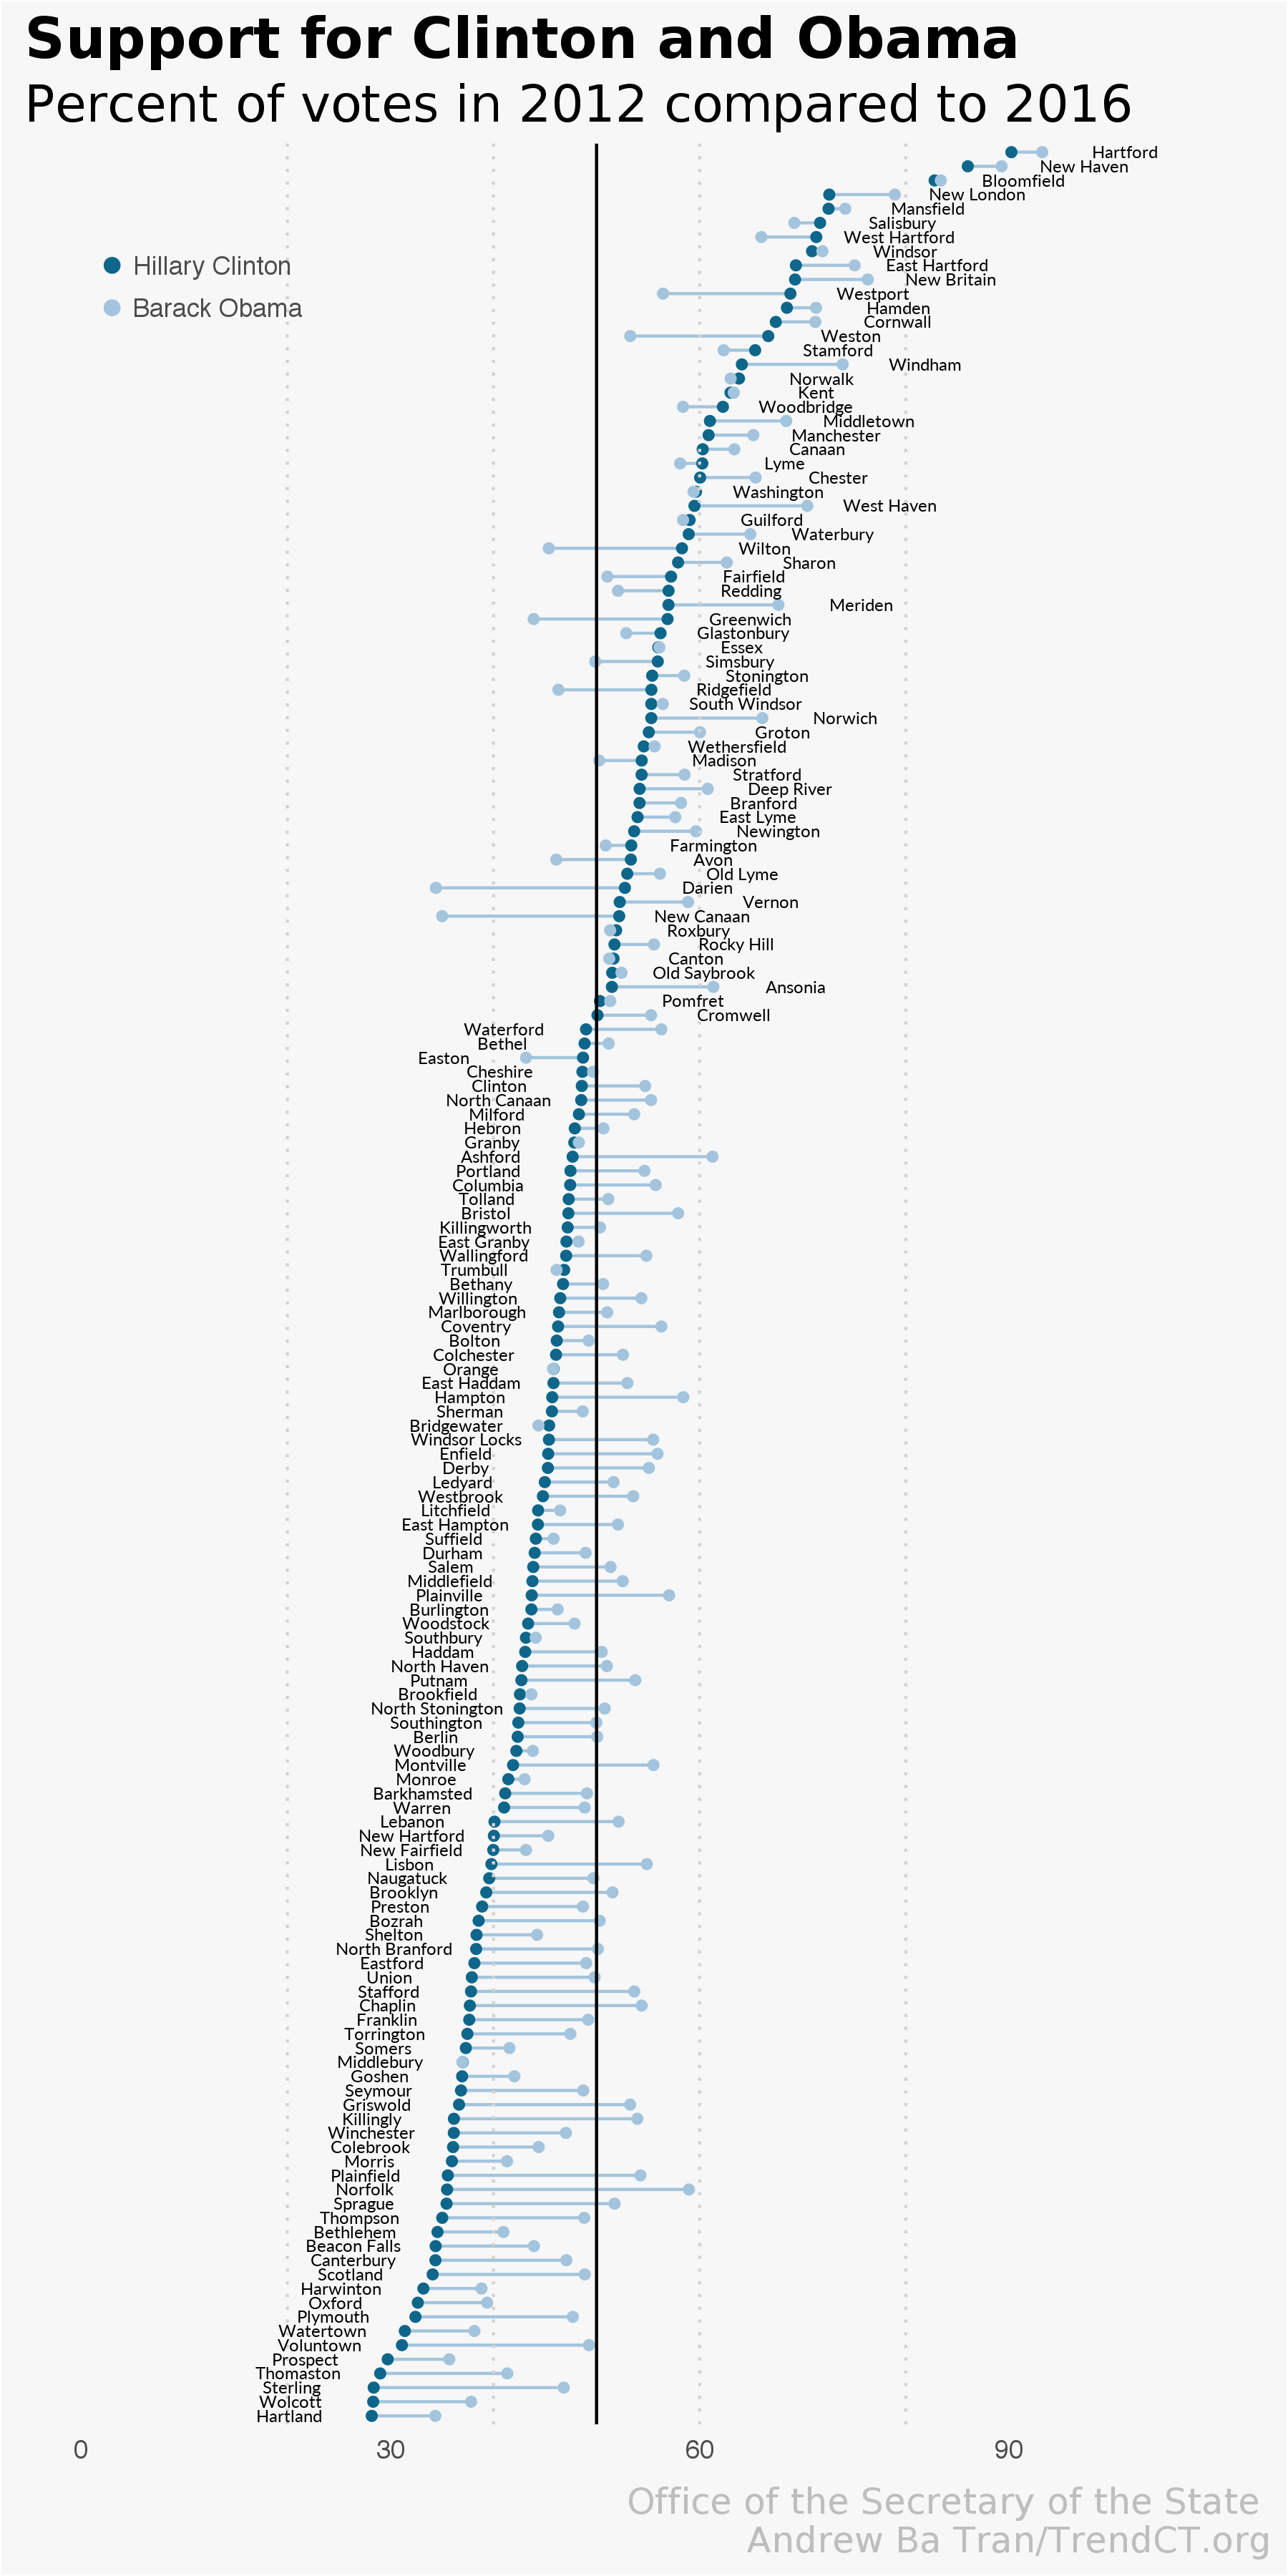 Support for Clinton and Obama
Percent of votes in 2012 compared to 2016
Hartford
New Haven
Bloomfield
New London
Mansfield
Salisbury
West Hartford
Windsor
Hillary Clinton
East Hartford
New Britain
Westport
Barack Obama
Hamden
Cornwall
Weston
Stamford
Windham
Norwalk
Kent
Woodbridge
Middletown
Manchester
Canaan
Lyme
Chester
Washington
West Haven
Guilford
Waterbury
Wilton
Sharon
Fairfield
Redding
Meriden
Greenwich
Glastonbury
Essex
Simsbury
Stonington
Ridgefield
South Windsor
Norwich
Groton
Wethersfield
Madison
Stratford
Deep River
Branford
East Lyme
Newington
Farmington
Avon
Old Lyme
Darien
Vernon
New Canaan
Roxbury
Rocky Hill
Canton
Old Saybrook
Ansonia
Pomfret
Cromwell
Waterford
Bethel
Easton
Cheshire
Clinton
North Canaan
Milford
Hebron
Granby
Ashford
Portland
Columbia
Tolland
Bristol
Killingworth
East Granby
Wallingford
Trumbull
Bethany
Willington
Marlborough
Coventry
Bolton
Colchester
Orange
East Haddam
Hampton
Sherman
Bridgewater
Windsor Locks
Enfield
Derby
Ledyard
Westbrook
Litchfield
East Hampton
Suffield
Durham
Salem
Middlefield
Plainville
Burlington
Woodstock
Southbury
Haddam
North Haven
Putnam
Brookfield
North Stonington
Southington
Berlin
Woodbury
Montville
Monroe
Barkhamsted
Warren
Lebanon
New Hartford
New Fairfield
Lisbon
Naugatuck
Brooklyn
Preston
Bozrah
Shelton
North Branford
Eastford
Union
Stafford
Chaplin
Franklin
Torrington
Somers
Middlebury
Goshen
Seymour
Griswold
Killingly
Winchester
Colebrook
Morris
Plainfield
Norfolk
Sprague
Thompson
Bethlehem
Beacon Falls
Canterbury
Scotland
Harwinton
Oxford
Plymouth
Watertown
Voluntown
Prospect
Thomaston
Sterling
Wolcott
Hartland
0 30 60 90
Office of the Secretary of the State
Andrew Ba Tran/TrendCT.org